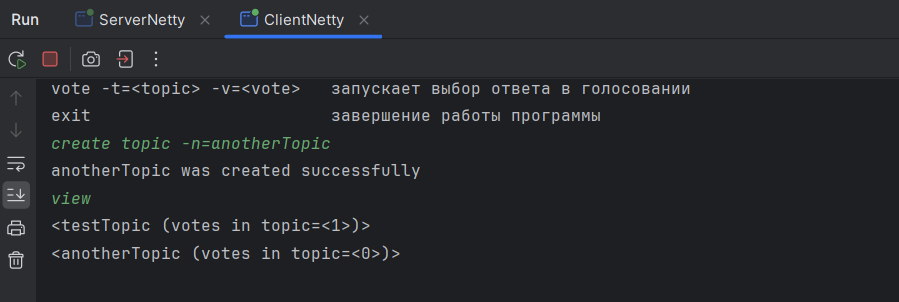 Run ServerNetty ClientNetty
vote -t=<topic> -v=<vote> запускает выбор ответа в голосовании
exit завершение работы программы
create topic -n=anotherTopic
anotherTopic was created successfully
view
<testTopic (votes in topic=<1>)>
<anotherTopic (votes in topic=<0>)>